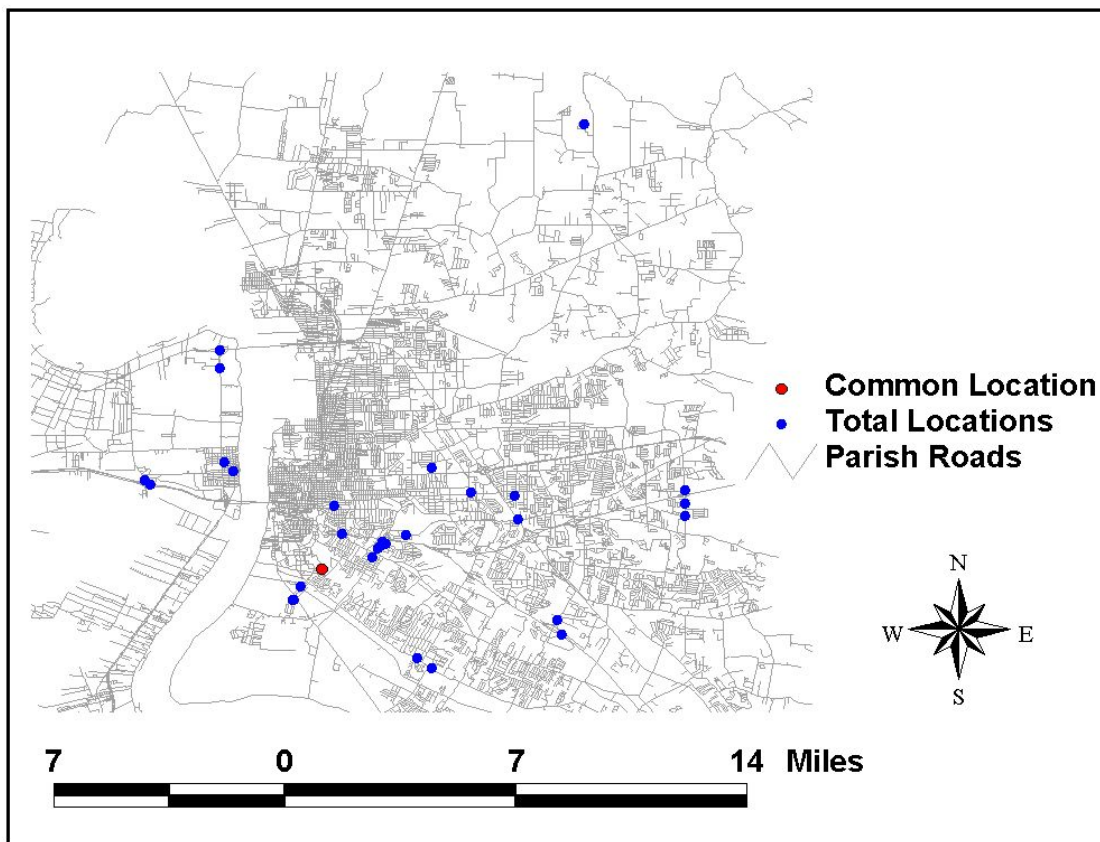 Common Location
Total Locations
Parish Roads
N
W E
S
7 0 7 14 Miles